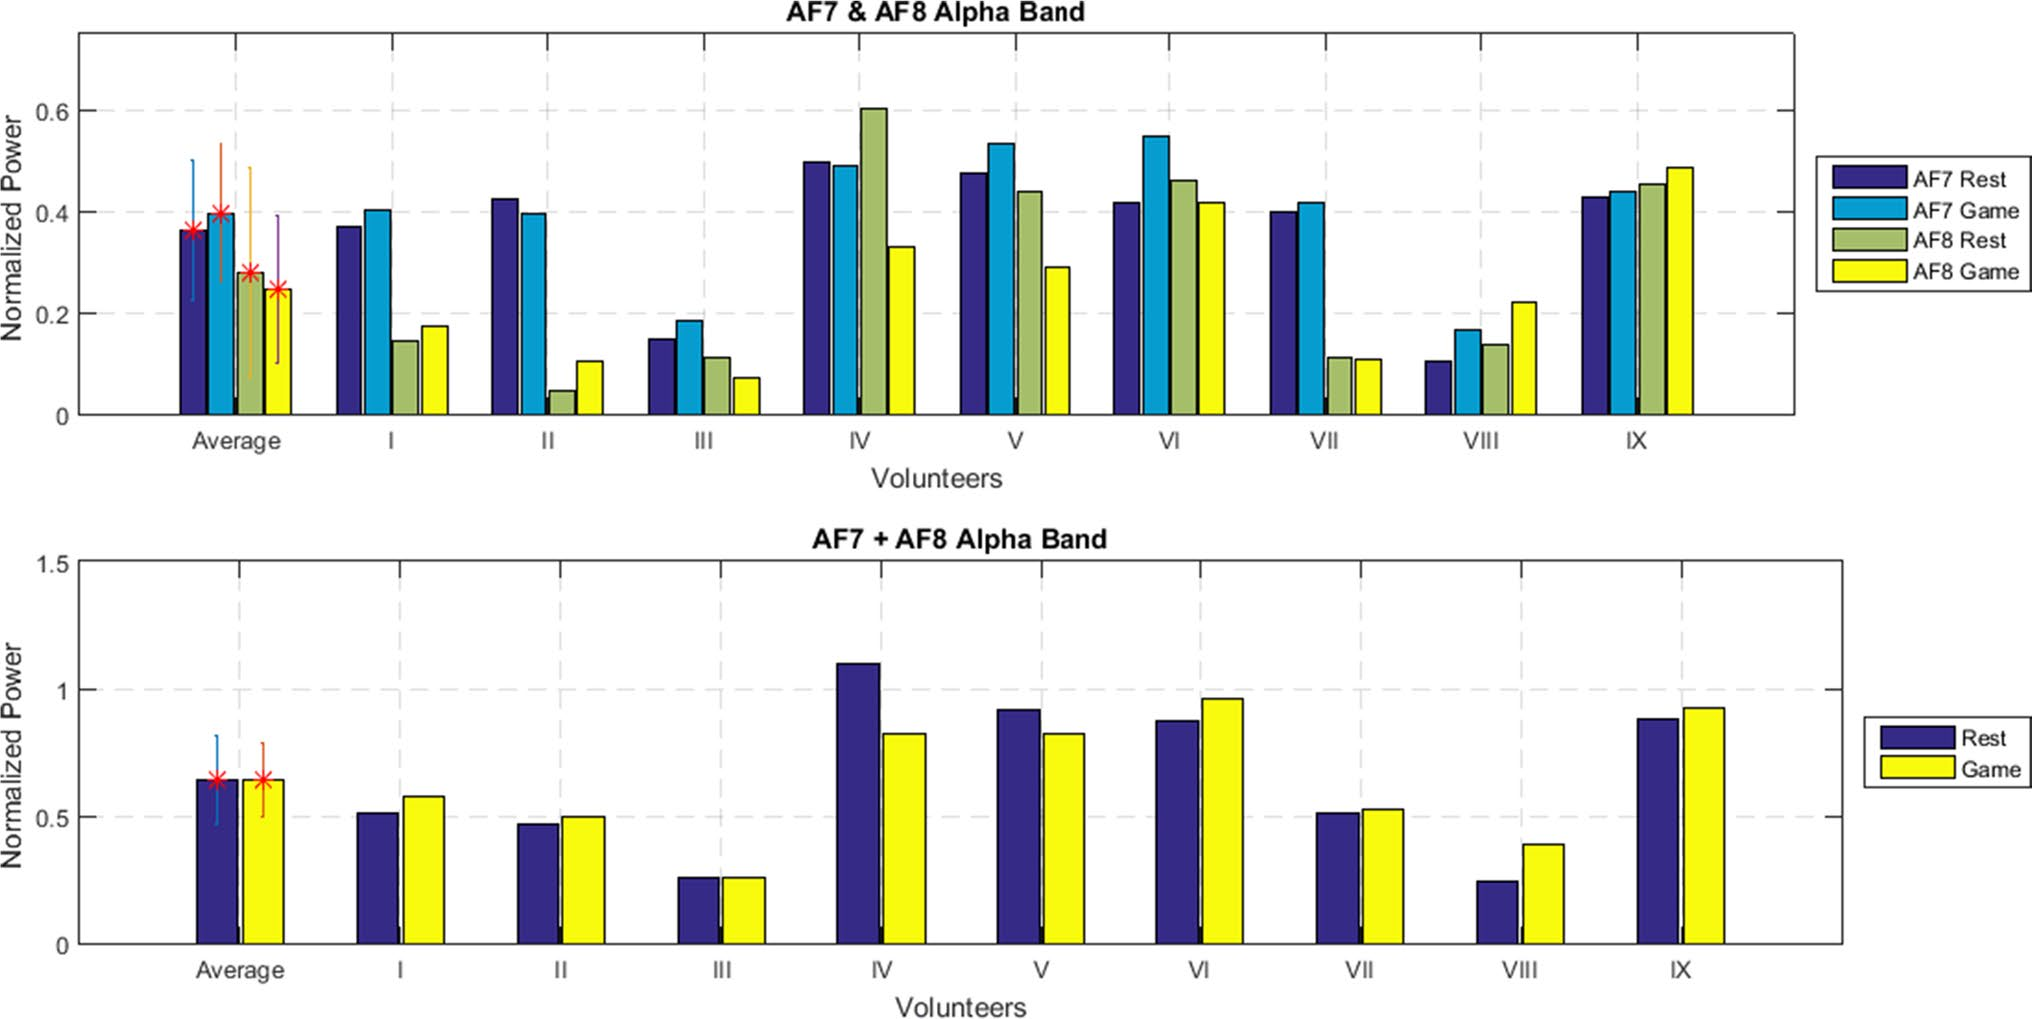 AF7 & AF8 Alpha Band
Normalized Power
0.6
0.4
0.2
0
Average I II III IV V VI VII VIII IX
Volunteers
AF7 Rest
AF7 Game
AF8 Rest
AF8 Game
AF7 + AF8 Alpha Band
Normalized Power
1.5
1
0.5
0
Average I II III IV V VI VII VIII IX
Volunteers
Rest
Game